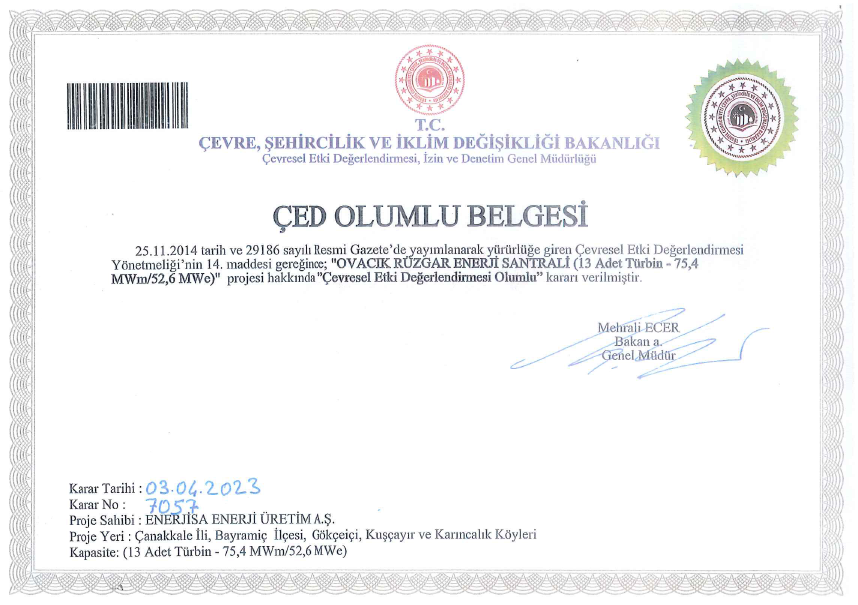 T.C.
ÇEVRE, ŞEHİRCİLİK VE İKLİM DEĞİŞİKLİĞİ BAKANLIĞI
Çevresel Etki Değerlendirmesi, İzin ve Denetim Genel Müdürlüğü
ÇED OLUMLU BELGESİ
25.11.2014 tarih ve 29186 sayılı Resmi Gazete’de yayımlanarak yürürlüğe giren Çevresel Etki Değerlendirmesi
Yönetmeliği’nin 14. maddesi gereğince; "OVACIK RÜZGAR ENERJİ SANTRALİ (13 Adet Türbin - 75,4
MWm/52,6 MWe)" projesi hakkında "Çevresel Etki Değerlendirmesi Olumlu” kararı verilmiştir.
Mehrali ECER
Bakan a.
Genel Müdür
Karar Tarihi : 03.04.2023
Karar No : 7057
Proje Sahibi : ENERJİSA ENERJİ ÜRETİM A.Ş.
Proje Yeri : Çanakkale İli, Bayramiç İlçesi, Gökçeiçi, Kuşçayır ve Karıncalık Köyleri
Kapasite: (13 Adet Türbin - 75,4 MWm/52,6 MWe)